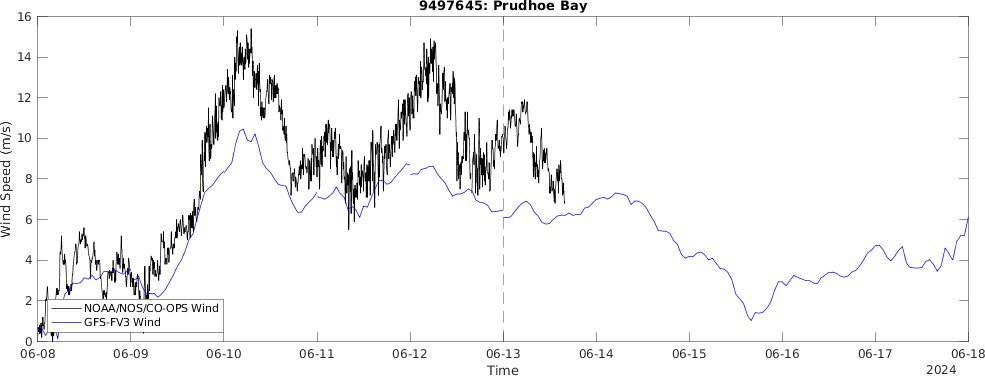 9497645: Prudhoe Bay
16
14
12
10
8
6
4
2
0
Wind Speed (m/s)
NOAA/NOS/CO-OPS Wind
GFS-FV3 Wind
06-08 06-09 06-10 06-11 06-12 06-13 06-14 06-15 06-16 06-17 06-18
Time
2024